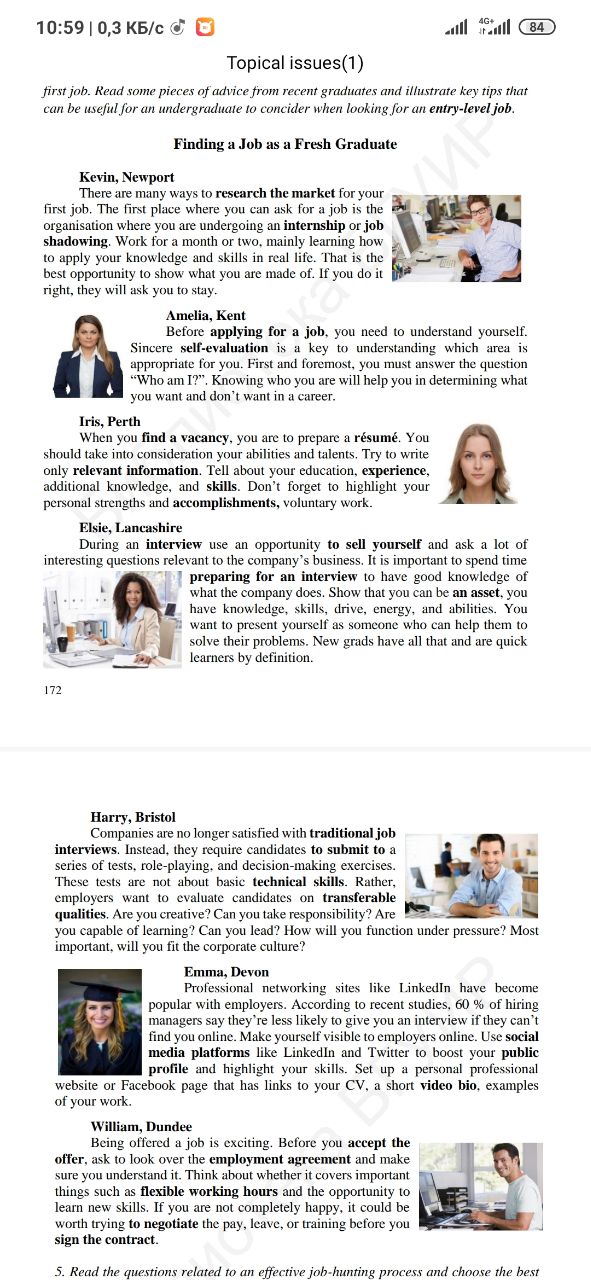 10:59 | 0,3 КБ/с
4G+
84
Topical issues(1)
first job. Read some pieces of advice from recent graduates and illustrate key tips that
can be useful for an undergraduate to concider when looking for an entry-level job.
Finding a Job as a Fresh Graduate
Kevin, Newport
There are many ways to research the market for your
first job. The first place where you can ask for a job is the
organisation where you are undergoing an internship or job
shadowing. Work for a month or two, mainly learning how
to apply your knowledge and skills in real life. That is the
best opportunity to show what you are made of. If you do it
right, they will ask you to stay.
Amelia, Kent
Before applying for a job, you need to understand yourself.
Sincere self-evaluation is a key to understanding which area is
appropriate for you. First and foremost, you must answer the question
“Who am I?”. Knowing who you are will help you in determining what
you want and don’t want in a career.
Iris, Perth
When you find a vacancy, you are to prepare a résumé. You
should take into consideration your abilities and talents. Try to write
only relevant information. Tell about your education, experience,
additional knowledge, and skills. Don’t forget to highlight your
personal strengths and accomplishments, voluntary work.
Elsie, Lancashire
During an interview use an opportunity to sell yourself and ask a lot of
interesting questions relevant to the company’s business. It is important to spend time
preparing for an interview to have good knowledge of
what the company does. Show that you can be an asset, you
have knowledge, skills, drive, energy, and abilities. You
want to present yourself as someone who can help them to
solve their problems. New grads have all that and are quick
learners by definition.
172
Harry, Bristol
Companies are no longer satisfied with traditional job
interviews. Instead, they require candidates to submit to a
series of tests, role-playing, and decision-making exercises.
These tests are not about basic technical skills. Rather,
employers want to evaluate candidates on transferable
qualities. Are you creative? Can you take responsibility? Are
you capable of learning? Can you lead? How will you function under pressure? Most
important, will you fit the corporate culture?
Emma, Devon
Professional networking sites like LinkedIn have become
popular with employers. According to recent studies, 60 % of hiring
managers say they’re less likely to give you an interview if they can’t
find you online. Make yourself visible to employers online. Use social
media platforms like LinkedIn and Twitter to boost your public
profile and highlight your skills. Set up a personal professional
website or Facebook page that has links to your CV, a short video bio, examples
of your work.
William, Dundee
Being offered a job is exciting. Before you accept the
offer, ask to look over the employment agreement and make
sure you understand it. Think about whether it covers important
things such as flexible working hours and the opportunity to
learn new skills. If you are not completely happy, it could be
worth trying to negotiate the pay, leave, or training before you
sign the contract.
5. Read the questions related to an effective job-hunting process and choose the best